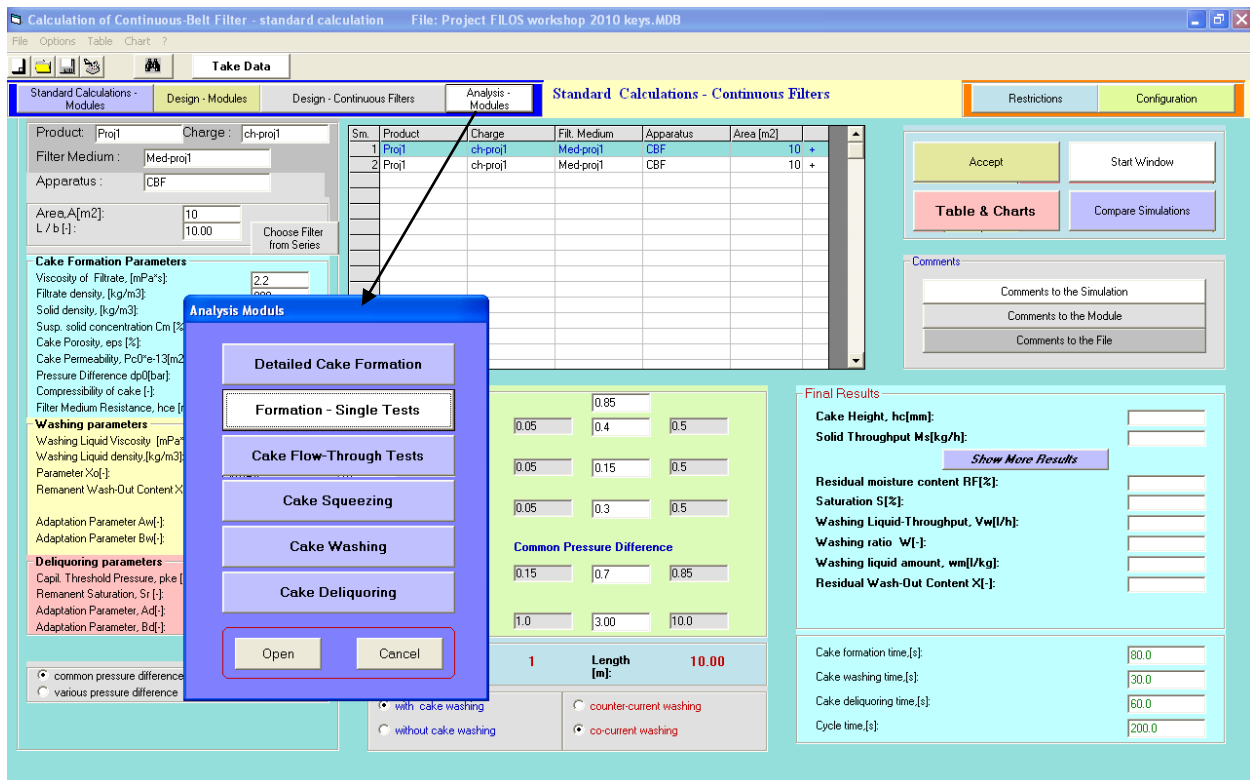 Calculation of Continuous-Belt Filter - standard calculation File: Project FILOS workshop 2010 keys.MDB
File Options Table Chart ?
Take Data
Standard Calculations - Modules
Design - Modules
Design - Continuous Filters
Analysis - Modules
Standard Calculations - Continuous Filters
Restrictions
Configuration
Product: Proj1 Charge : ch-proj1
Filter Medium : Med-proj1
Apparatus : CBF
Area,A[m2]: 10
L / b [-] : 10.00
Choose Filter from Series
Sm. Product Charge Filt. Medium Apparatus Area [m2]
1 Proj1 ch-proj1 Med-proj1 CBF 10 +
2 Proj1 ch-proj1 Med-proj1 CBF 10 +
Accept
Start Window
Table & Charts
Compare Simulations
Comments
Comments to the Simulation
Comments to the Module
Comments to the File
Cake Formation Parameters
Viscosity of Filtrate, [mPa*s]: 2.2
Filtrate density, [kg/m3]:
Solid density, [kg/m3]:
Susp. solid concentration Cm [%
Cake Porosity, eps [%]:
Cake Permeability, Pc0*e-13[m2
Pressure Difference dp0[bar]:
Compressibility of cake [-]:
Filter Medium Resistance, hce [
Washing parameters
Washing Liquid Viscosity [mPa*
Washing Liquid density,[kg/m3]:
Parameter Xo[-]:
Remanent Wash-Out Content X
Adaptation Parameter Aw[-]:
Adaptation Parameter Bw[-]:
Deliquoring parameters
Capil. Threshold Pressure, pke [
Remanent Saturation, Sr [-]:
Adaptation Parameter, Ad[-]:
Adaptation Parameter, Bd[-]:
common pressure difference
various pressure difference
Analysis Moduls
Detailed Cake Formation
Formation - Single Tests
Cake Flow-Through Tests
Cake Squeezing
Cake Washing
Cake Deliquoring
Open
Cancel
0.85
0.05 0.4 0.5
0.05 0.15 0.5
0.05 0.3 0.5
Common Pressure Difference
0.15 0.7 0.85
1.0 3.00 10.0
1 Length [m]: 10.00
with cake washing
without cake washing
counter-current washing
co-current washing
Final Results
Cake Height, hc[mm]:
Solid Throughput Ms[kg/h]:
Show More Results
Residual moisture content RF[%]:
Saturation S[%]:
Washing Liquid-Throughput, Vw[l/h]:
Washing ratio W[-]:
Washing liquid amount, wm[l/kg]:
Residual Wash-Out Content X[-]:
Cake formation time,[s]: 80.0
Cake washing time,[s]: 30.0
Cake deliquoring time,[s]: 60.0
Cycle time,[s]: 200.0